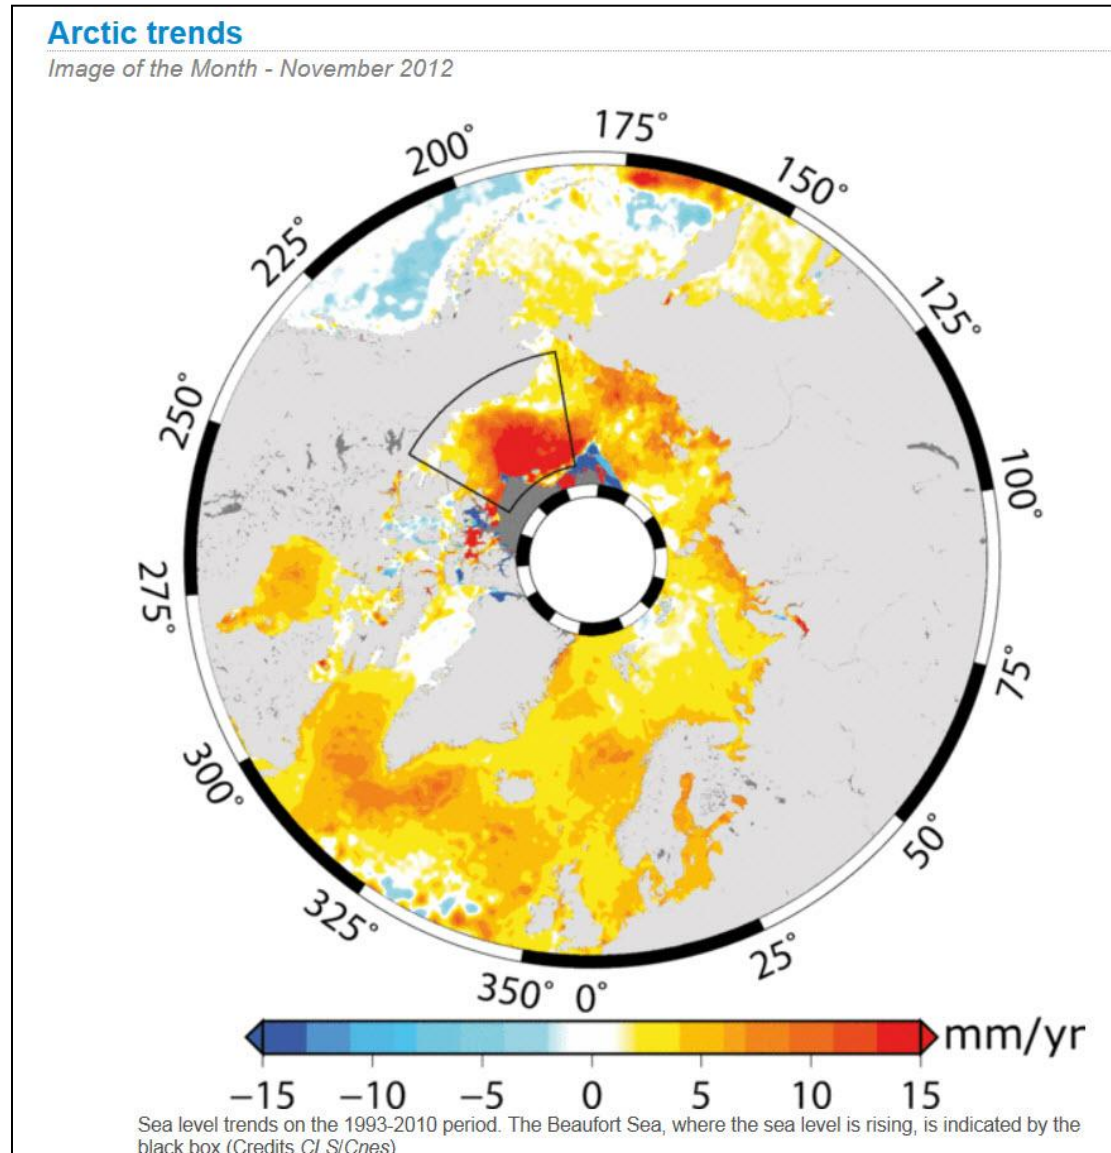 Arctic trends
Image of the Month - November 2012
175°
200°
150°
225°
125°
250°
100°
275°
75°
300°
50°
325°
25°
350° 0°
mm/yr
−15 −10 −5 0 5 10 15
Sea level trends on the 1993-2010 period. The Beaufort Sea, where the sea level is rising, is indicated by the
black box (Credits CLS/Cnes)